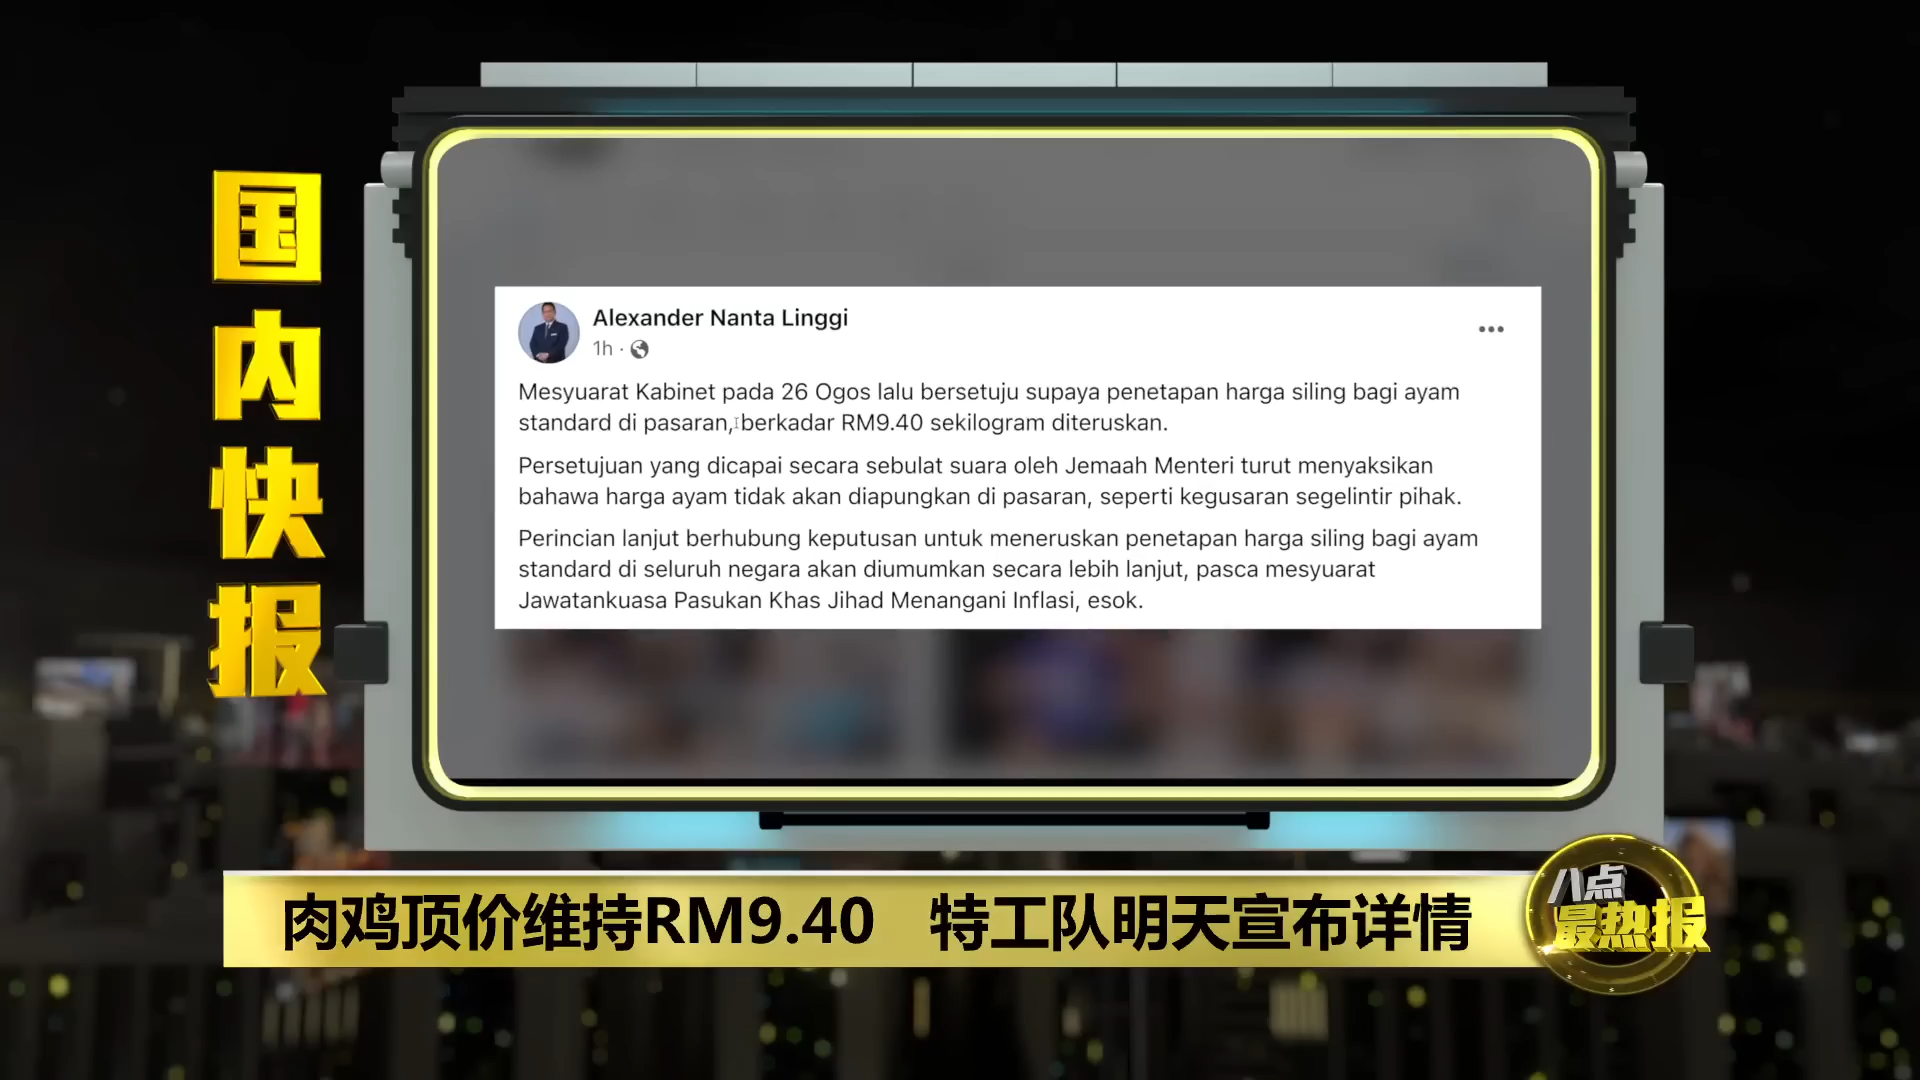 国内快报
Alexander Nanta Linggi
1h ·
Mesyuarat Kabinet pada 26 Ogos lalu bersetuju supaya penetapan harga siling bagi ayam
standard di pasaran, berkadar RM9.40 sekilogram diteruskan.
Persetujuan yang dicapai secara sebulat suara oleh Jemaah Menteri turut menyaksikan
bahawa harga ayam tidak akan diapungkan di pasaran, seperti kegusaran segelintir pihak.
Perincian lanjut berhubung keputusan untuk meneruskan penetapan harga siling bagi ayam
standard di seluruh negara akan diumumkan secara lebih lanjut, pasca mesyuarat
Jawatankuasa Pasukan Khas Jihad Menangani Inflasi, esok.
肉鸡顶价维持RM9.40 特工队明天宣布详情
八点
最热报